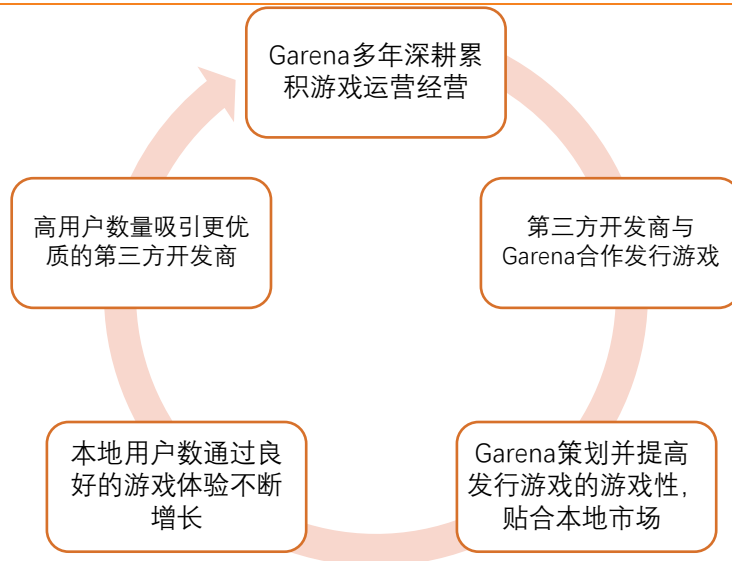 Garena多年深耕累
积游戏运营经营
第三方开发商与
Garena合作发行游戏
Garena策划并提高
发行游戏的游戏性，
贴合本地市场
本地用户数通过良
好的游戏体验不断
增长
高用户数量吸引更优
质的第三方开发商